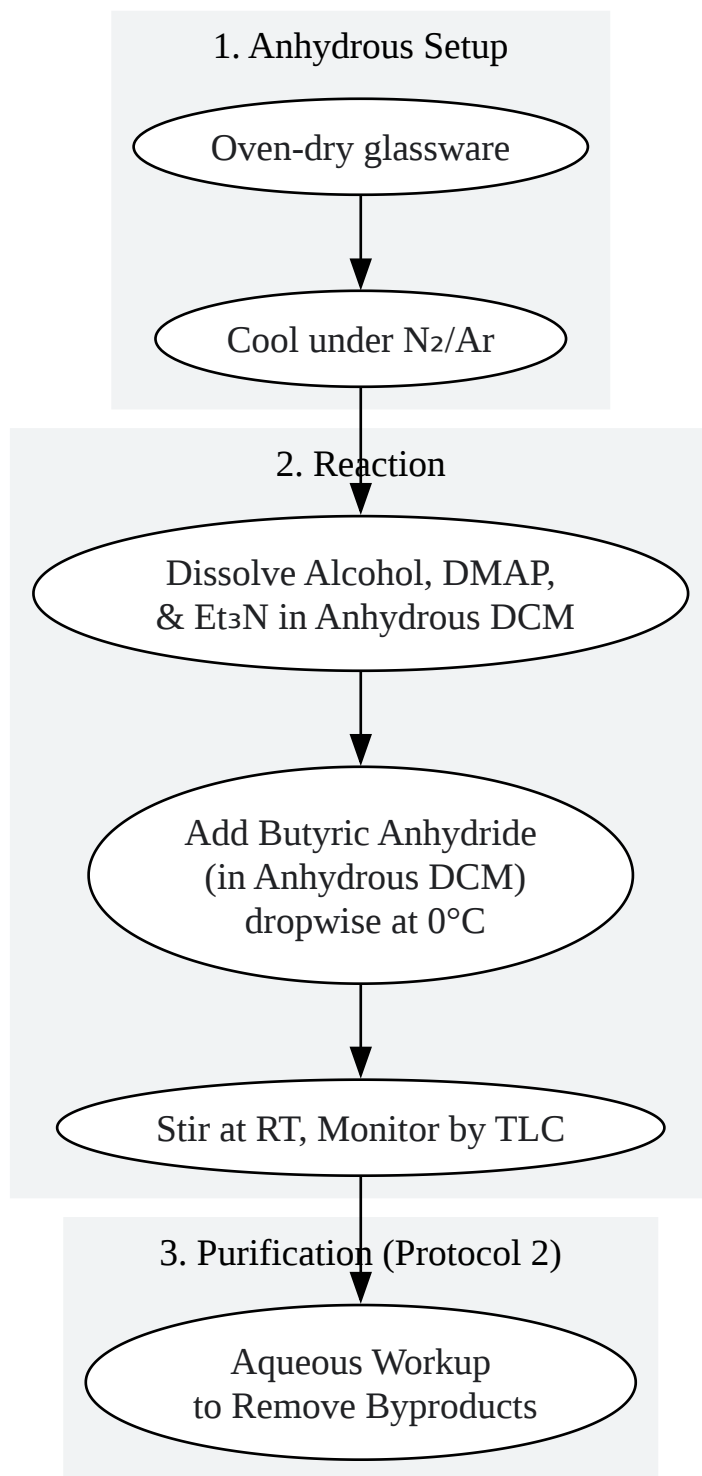 1. Anhydrous Setup
Oven-dry glassware
Cool under N₂/Ar
2. Reaction
Dissolve Alcohol, DMAP,
& Et₃N in Anhydrous DCM
Add Butyric Anhydride
(in Anhydrous DCM)
dropwise at 0°C
Stir at RT, Monitor by TLC
3. Purification (Protocol 2)
Aqueous Workup
to Remove Byproducts